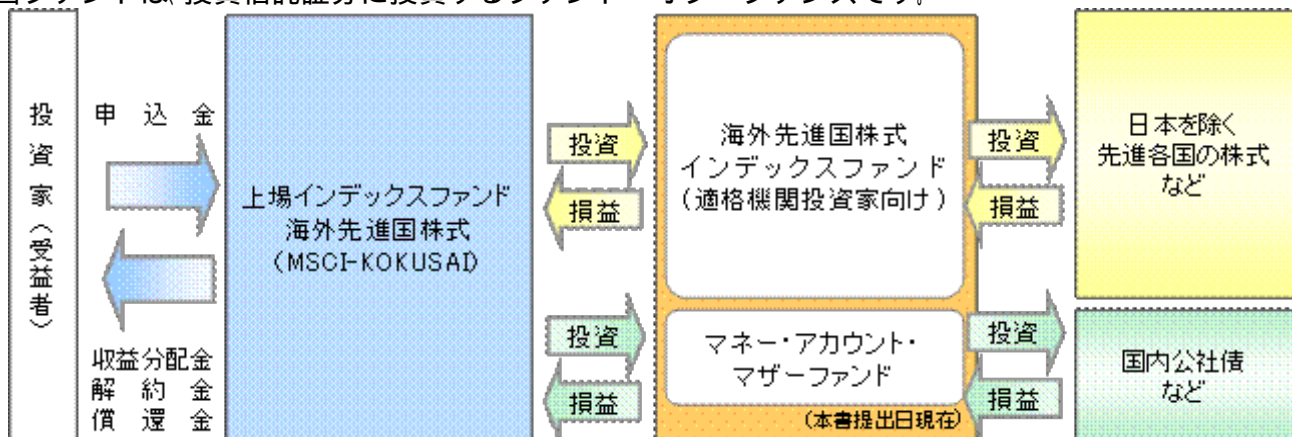 当ファンドは、投資信託証券に投資するファンド・オブ・ファンズです。
投資家（受益者）
申込金
収益分配金
解約金
償還金
上場インデックスファンド
海外先進国株式
（MSCI-KOKUSAI）
投資
損益
投資
損益
海外先進国株式
インデックスファンド
（適格機関投資家向け）
マネー・アカウント・
マザーファンド
（本書提出日現在）
投資
損益
投資
損益
日本を除く
先進各国の株式
など
国内公社債
など